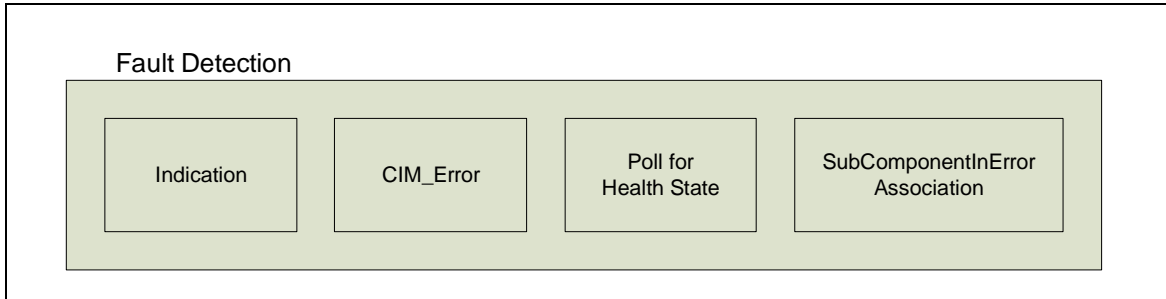 Fault Detection
Indication
CIM_Error
Poll for
Health State
SubComponentInError
Association